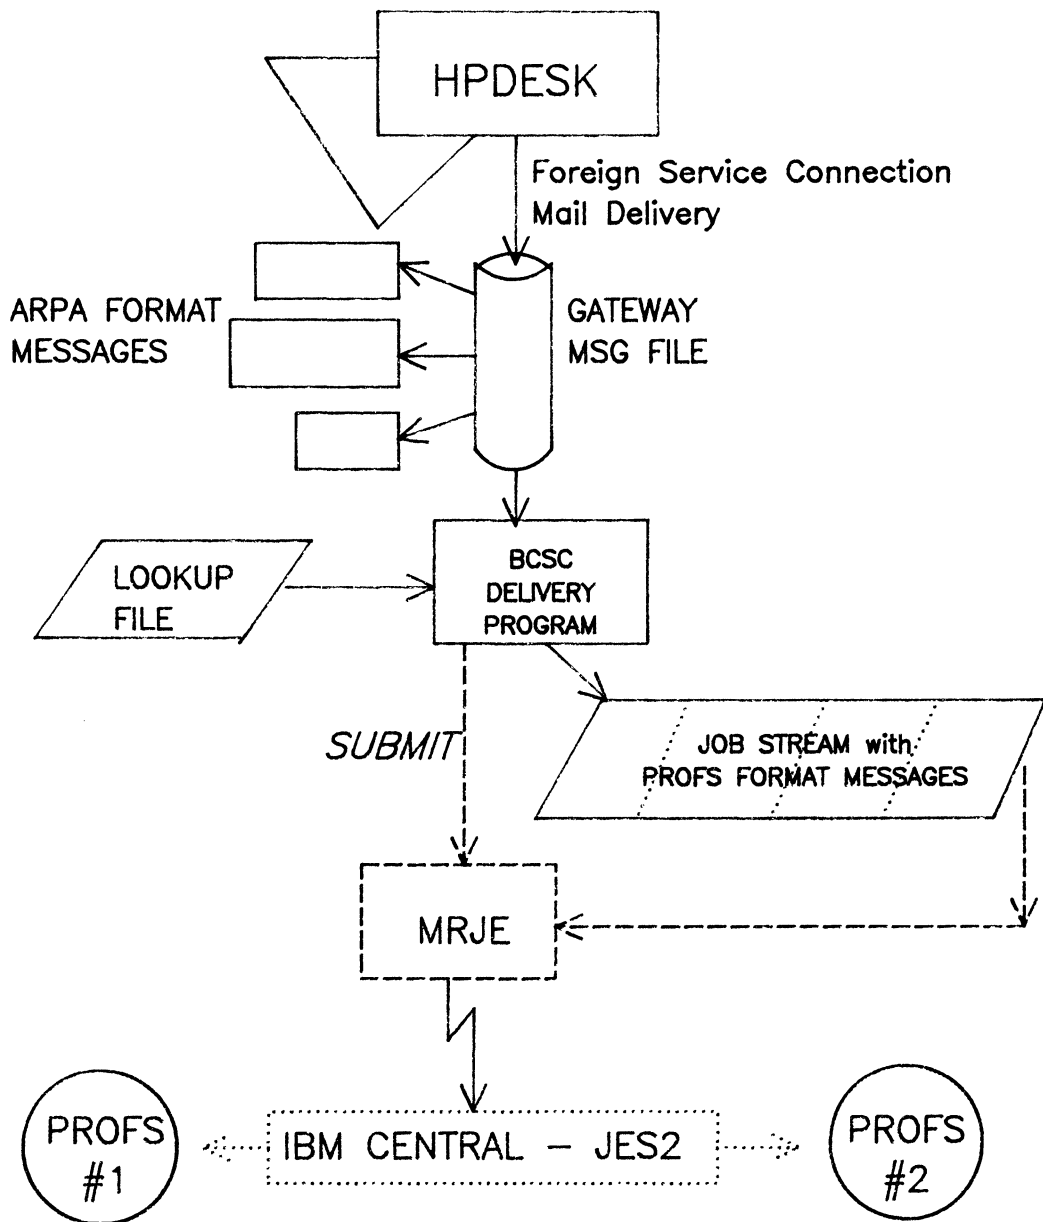 HPDESK
Foreign Service Connection
Mail Delivery
ARPA FORMAT
MESSAGES
GATEWAY
MSG FILE
LOOKUP
FILE
BCSC
DELIVERY
PROGRAM
SUBMIT
JOB STREAM with
PROFS FORMAT MESSAGES
MRJE
PROFS
#1
IBM CENTRAL - JES2
PROFS
#2